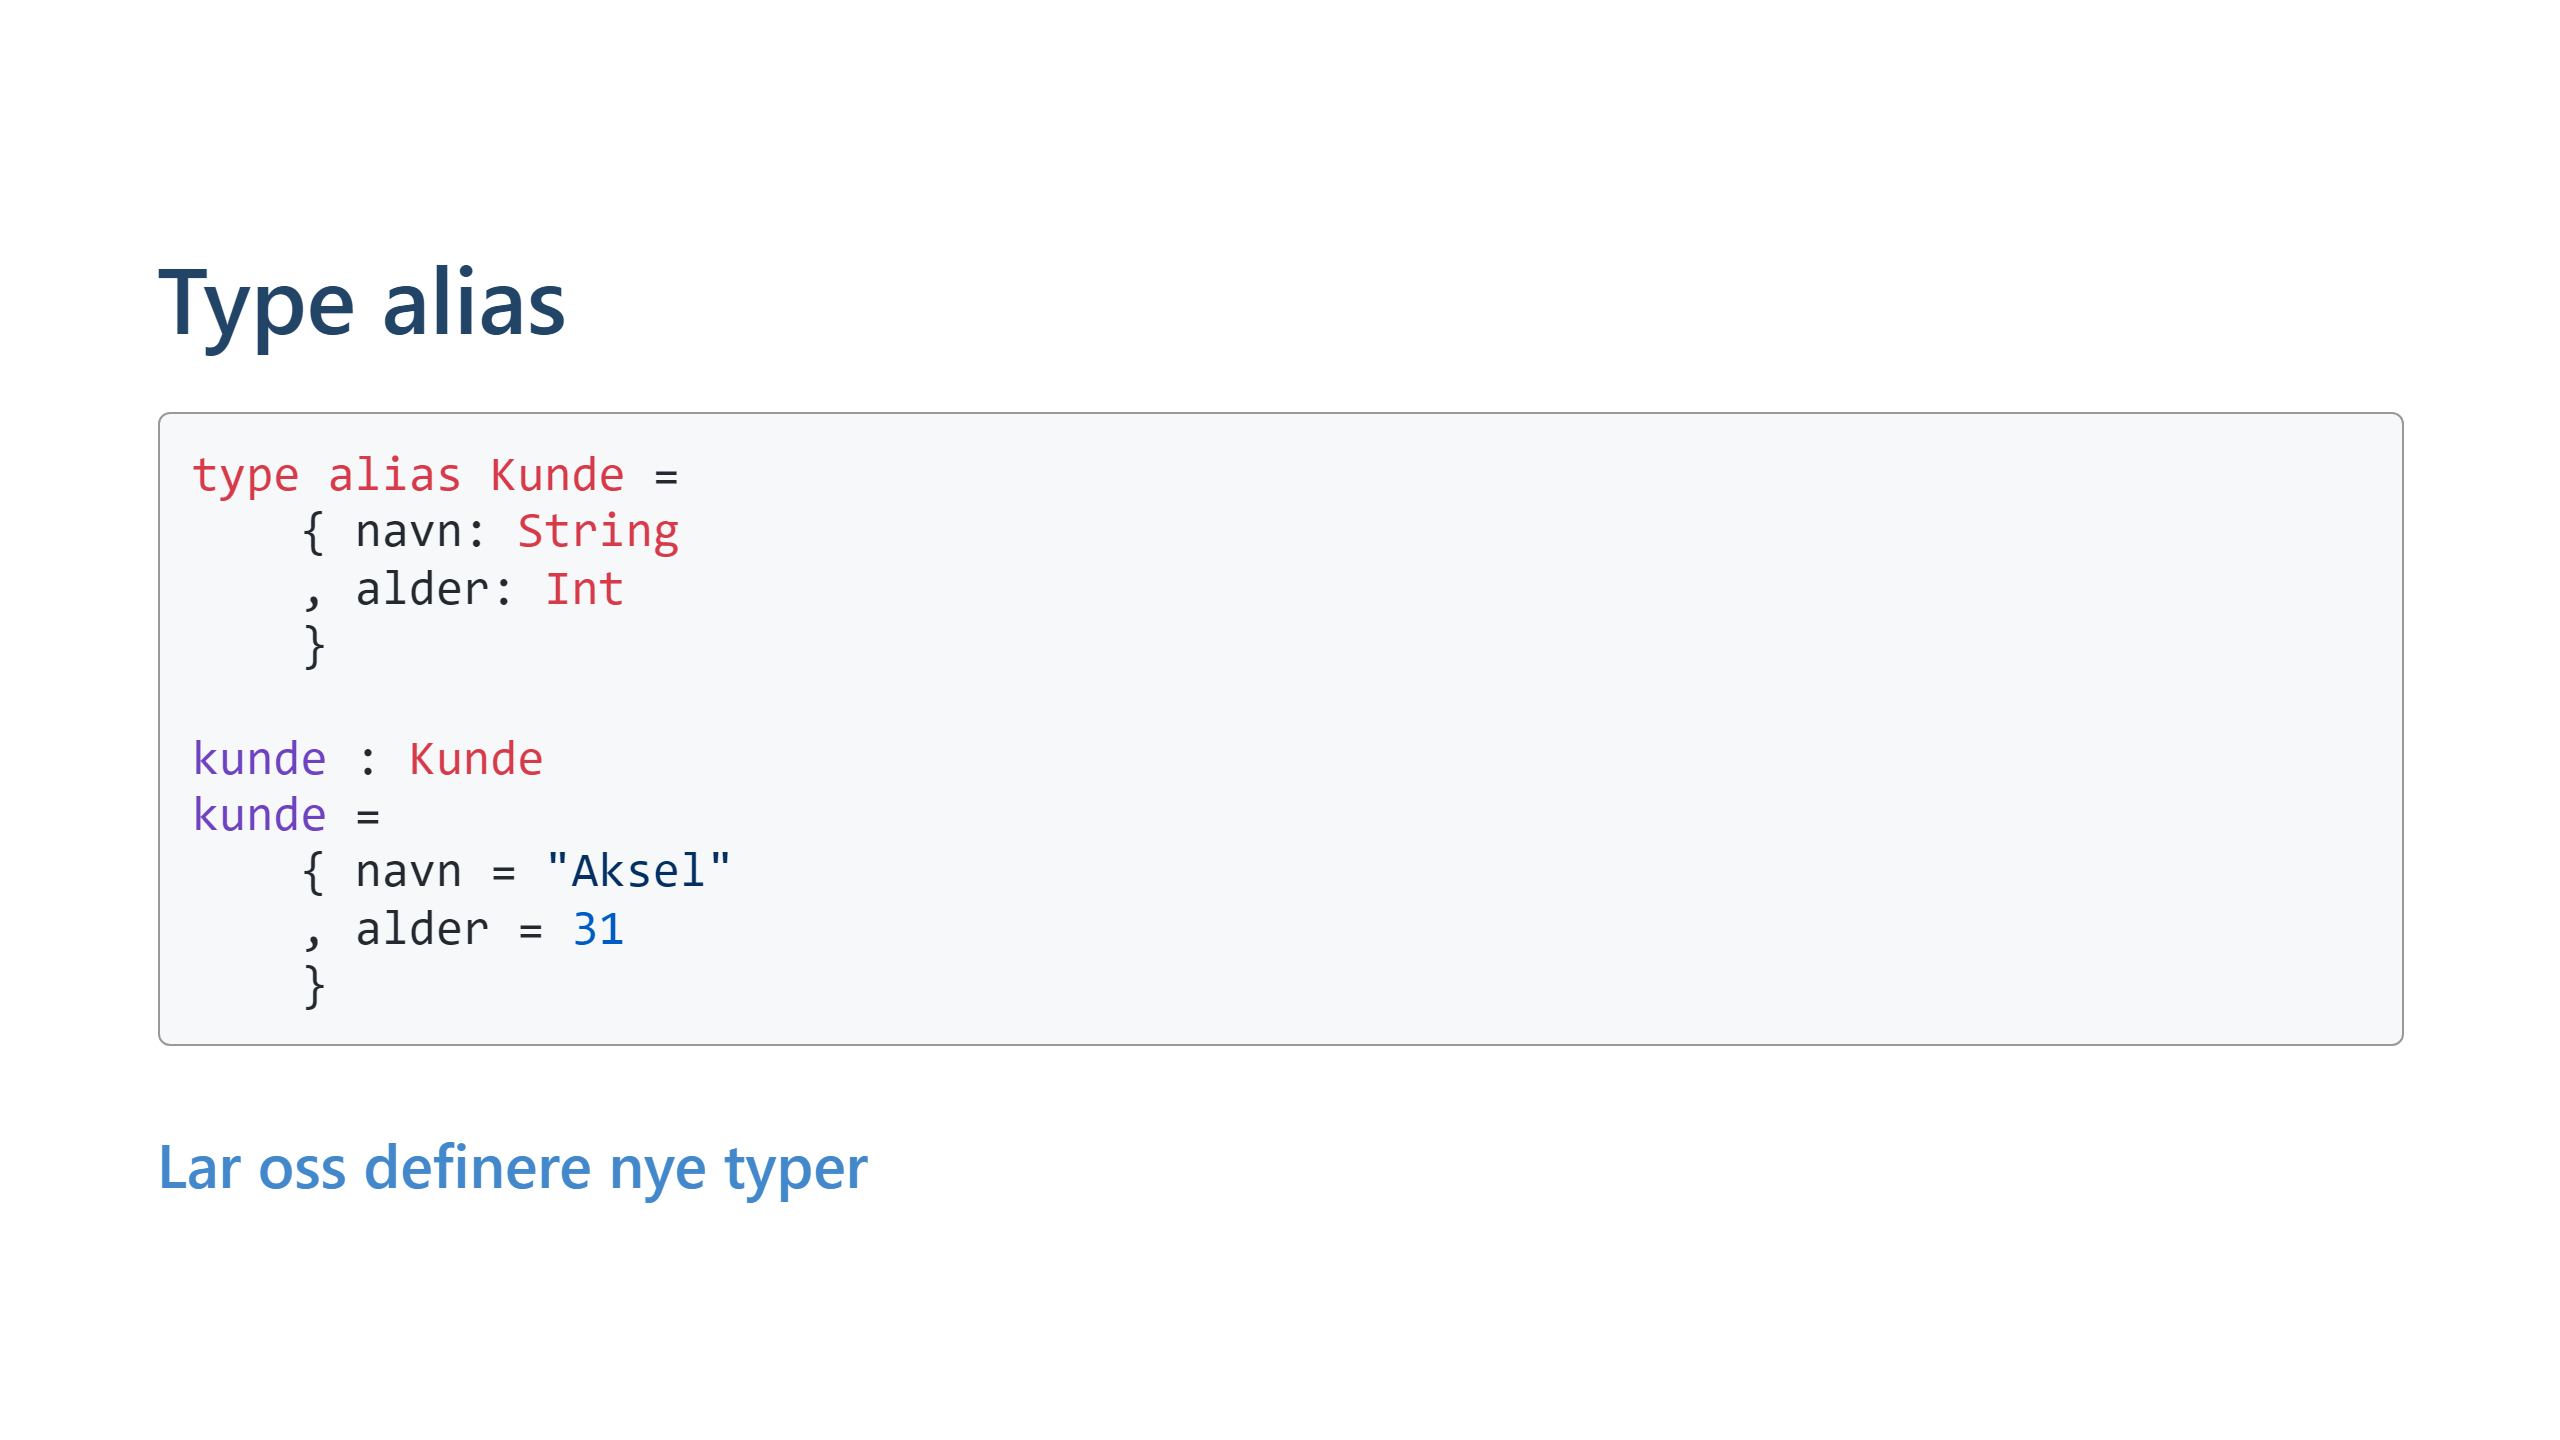 Type alias
type alias Kunde =
    { navn: String
    , alder: Int
    }

kunde : Kunde
kunde =
    { navn = "Aksel"
    , alder = 31
    }
Lar oss definere nye typer